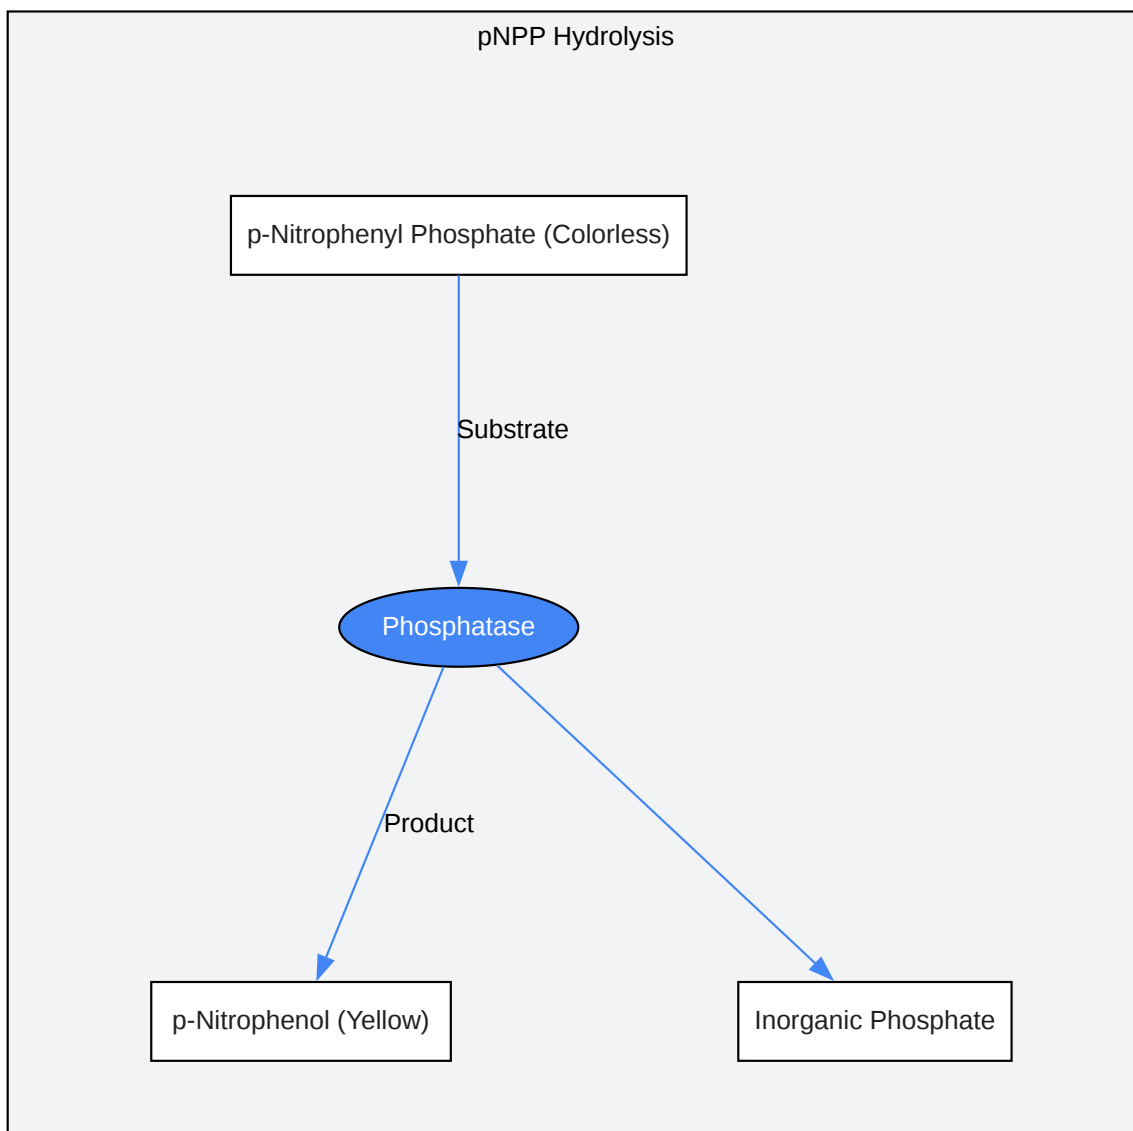 pNPP Hydrolysis
p-Nitrophenyl Phosphate (Colorless)
Substrate
Phosphatase
Product
p-Nitrophenol (Yellow)
Inorganic Phosphate